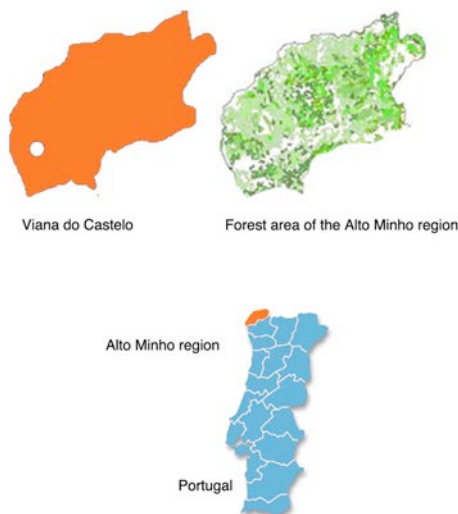 Viana do Castelo
Forest area of the Alto Minho region
Alto Minho region
Portugal